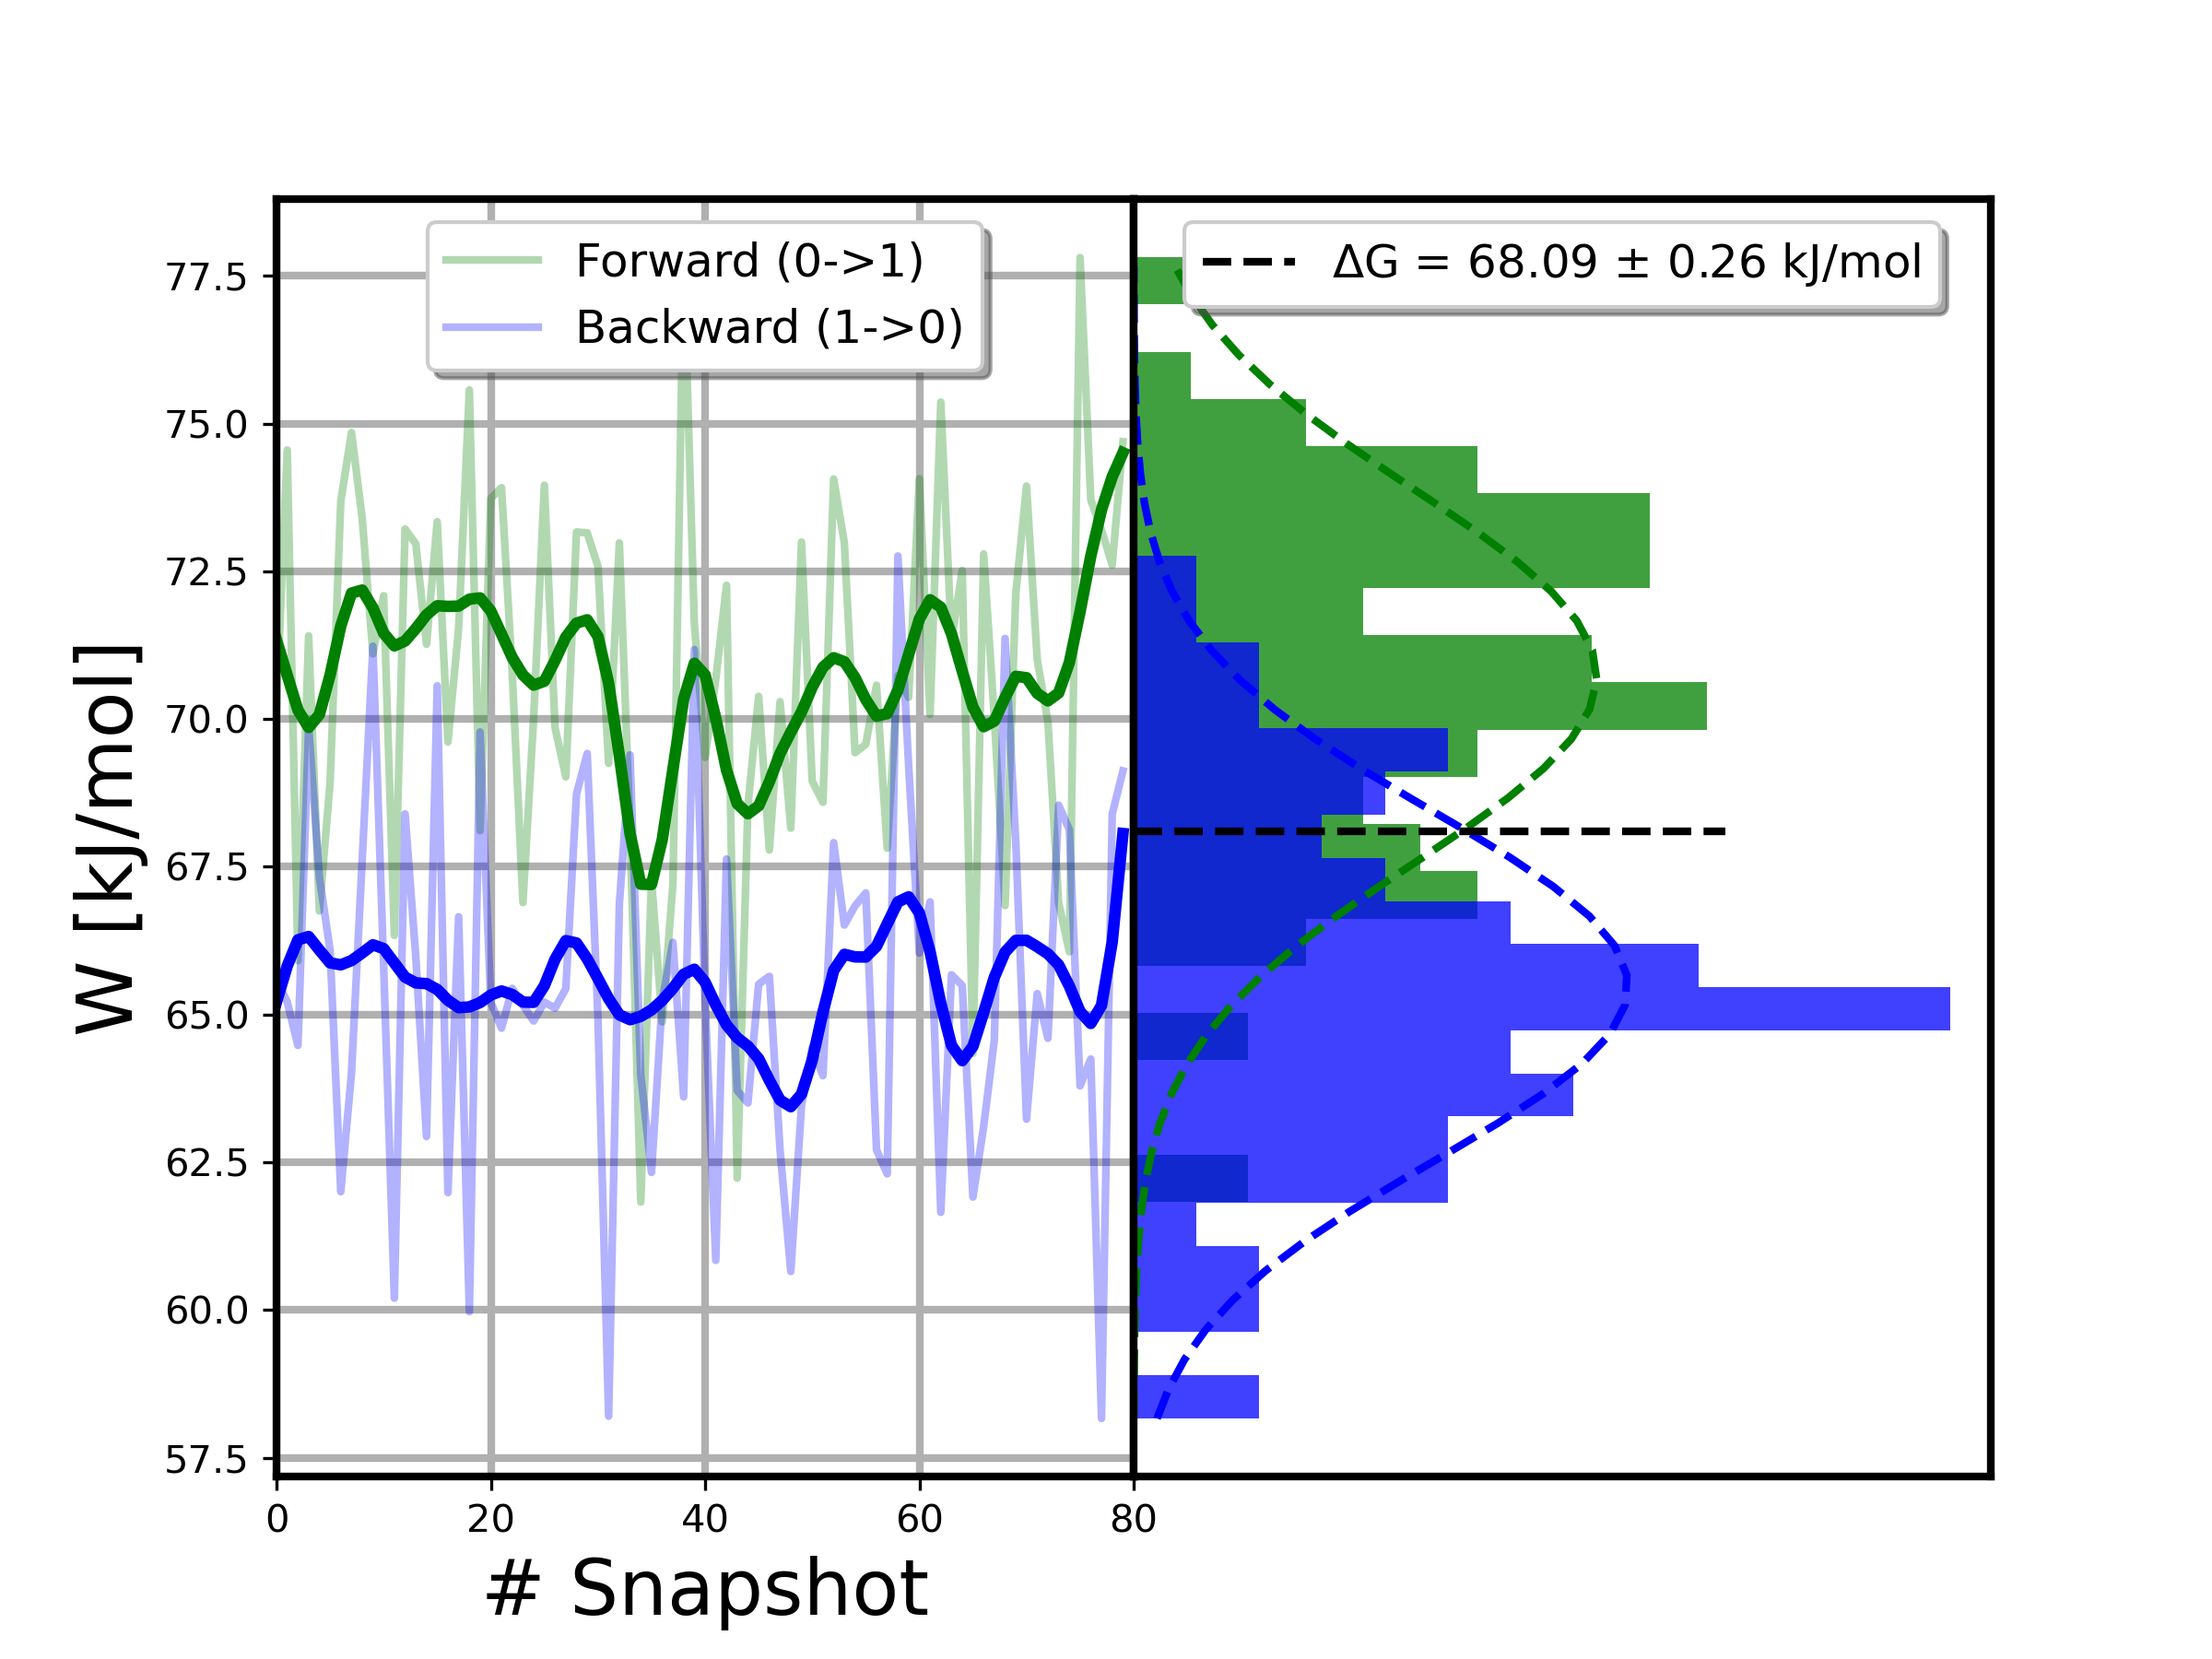 Forward (0->1)
Backward (1->0)
ΔG = 68.09 ± 0.26 kJ/mol
77.5
75.0
72.5
70.0
67.5
65.0
62.5
60.0
57.5
W [kJ/mol]
0 20 40 60 80
# Snapshot